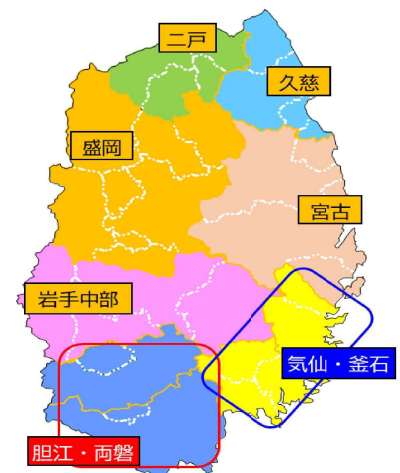 二戸
久慈
盛岡
宮古
岩手中部
気仙・釜石
胆江・両磐